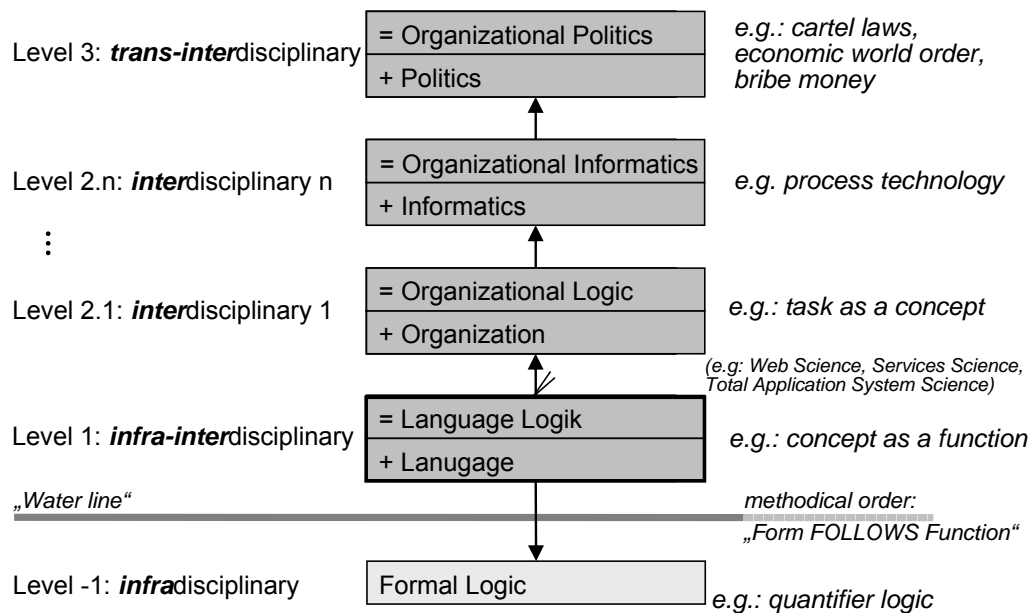 Level 3: trans-interdisciplinary
= Organizational Politics
+ Politics
e.g.: cartel laws,
economic world order,
bribe money
Level 2.n: interdisciplinary n
= Organizational Informatics
+ Informatics
e.g. process technology
⋮
Level 2.1: interdisciplinary 1
= Organizational Logic
+ Organization
e.g.: task as a concept
(e.g: Web Science, Services Science,
Total Application System Science)
Level 1: infra-interdisciplinary
= Language Logik
+ Lanugage
e.g.: concept as a function
„Water line“
methodical order:
„Form FOLLOWS Function“
Level -1: infradisciplinary
Formal Logic
e.g.: quantifier logic